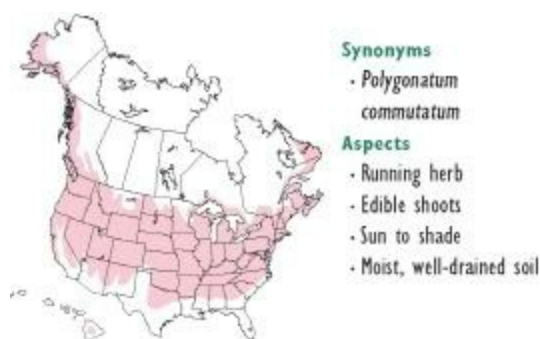 Synonyms
· Polygonatum
commutatum
Aspects
· Running herb
· Edible shoots
· Sun to shade
· Moist, well-drained soil